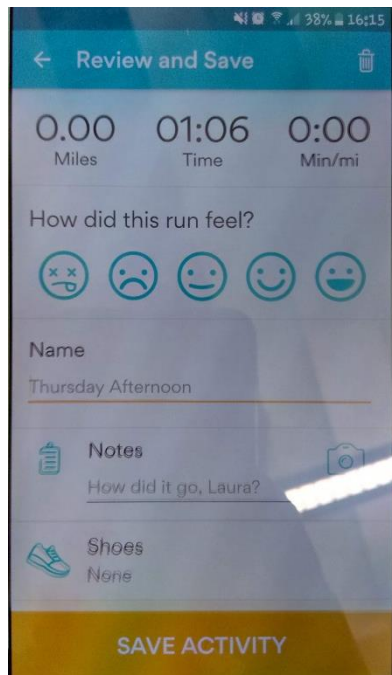 38% 16:15
Review and Save
0.00 01:06 0:00
Miles Time Min/mi
How did this run feel?
Name
Thursday Afternoon
Notes
How did it go, Laura?
Shoes
None
SAVE ACTIVITY